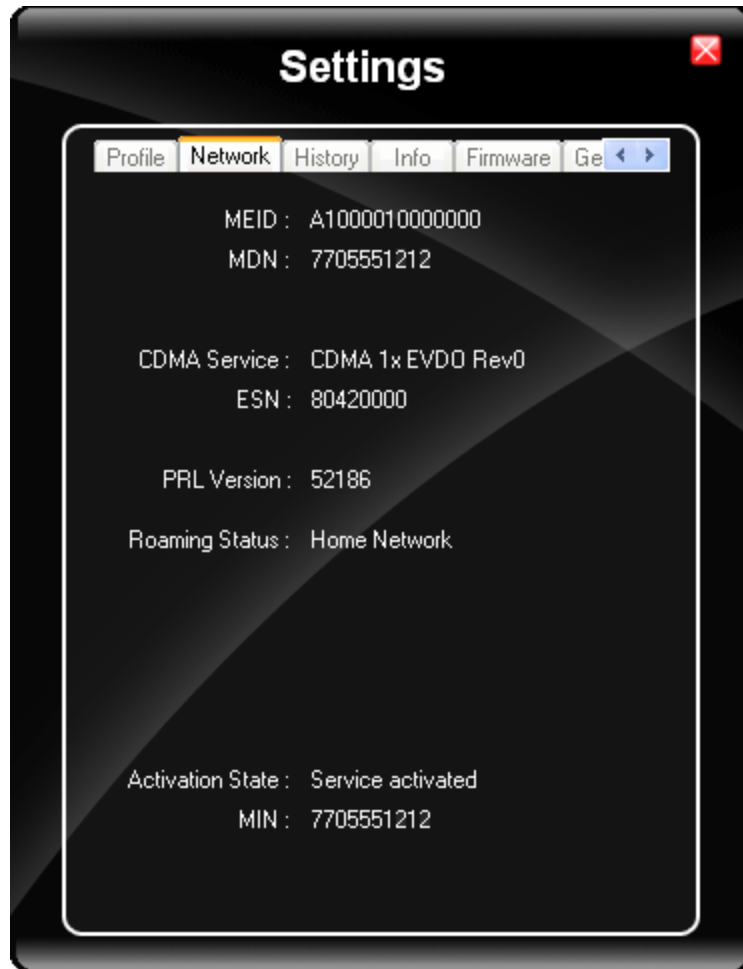 Settings
Profile Network History Info Firmware Ge
MEID : A1000010000000
MDN : 7705551212
CDMA Service : CDMA 1x EVDO Rev0
ESN : 80420000
PRL Version : 52186
Roaming Status : Home Network
Activation State : Service activated
MIN : 7705551212